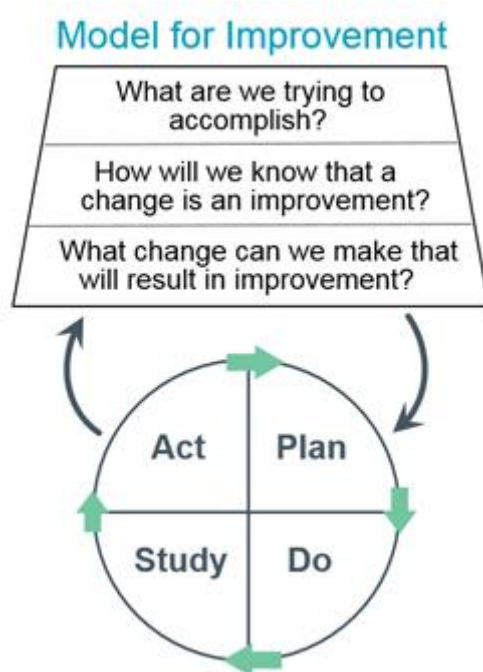 Model for Improvement
What are we trying to
accomplish?
How will we know that a
change is an improvement?
What change can we make that
will result in improvement?
Act
Plan
Study
Do